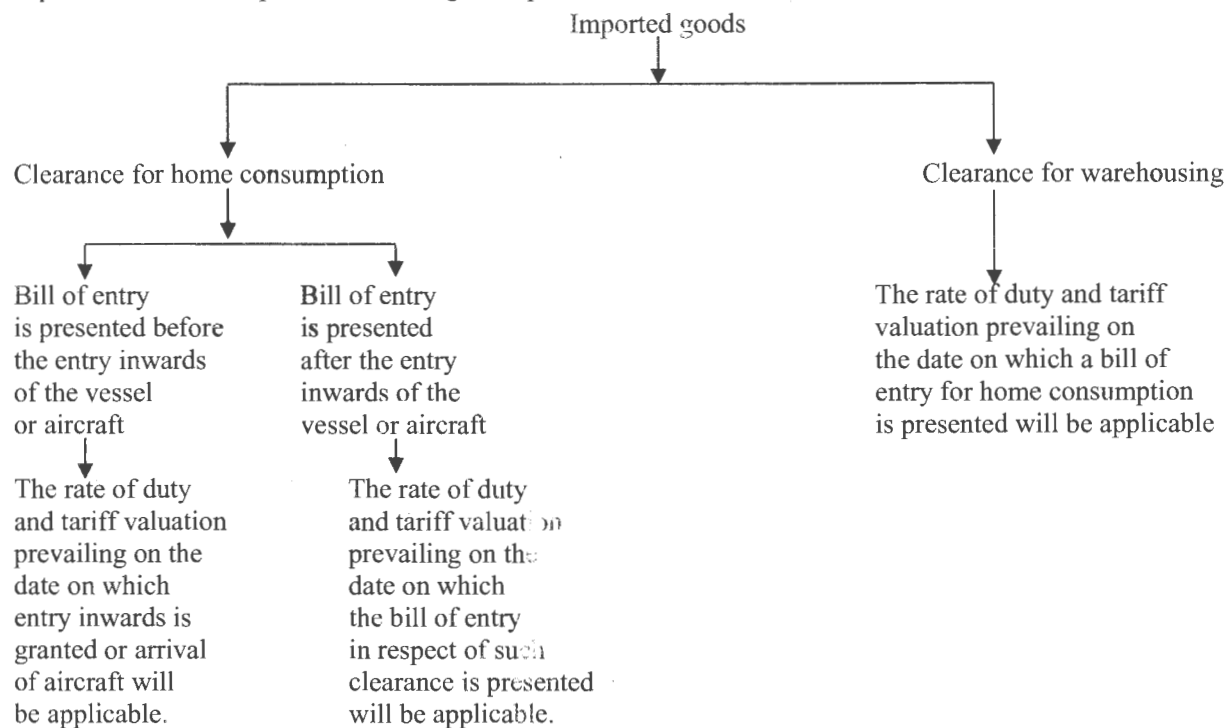 Imported goods
Clearance for home consumption
Clearance for warehousing
Bill of entry
is presented before
the entry inwards
of the vessel
or aircraft
Bill of entry
is presented
after the entry
inwards of the
vessel or aircraft
The rate of duty and tariff
valuation prevailing on
the date on which a bill of
entry for home consumption
is presented will be applicable
The rate of duty
and tariff valuation
prevailing on the
date on which
entry inwards is
granted or arrival
of aircraft will
be applicable.
The rate of duty
and tariff valuation
prevailing on the
date on which
the bill of entry
in respect of such
clearance is presented
will be applicable.